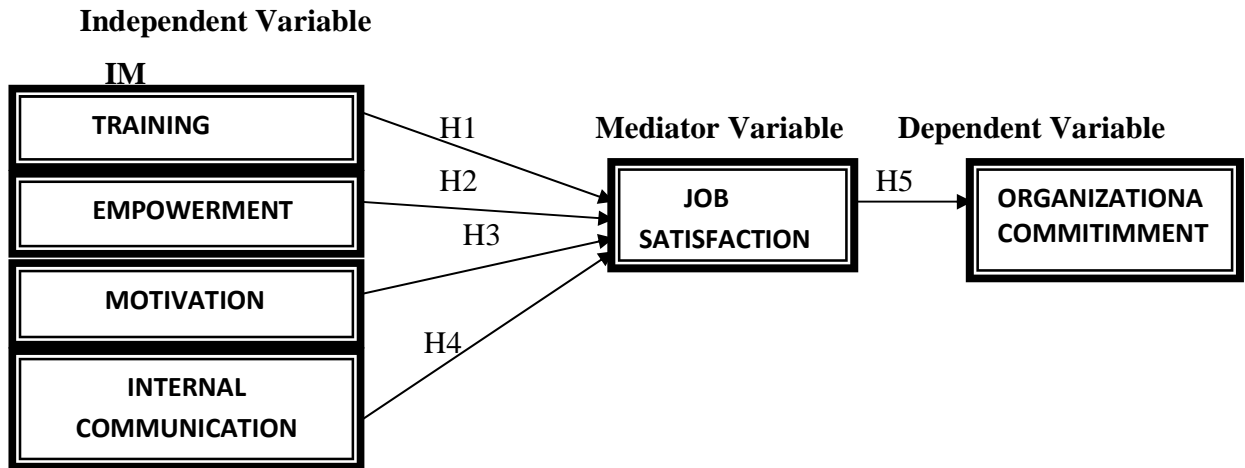 Independent Variable
IM
TRAINING
EMPOWERMENT
MOTIVATION
INTERNAL
COMMUNICATION
H1
H2
H3
H4
Mediator Variable
JOB
SATISFACTION
H5
Dependent Variable
ORGANIZATIONA
COMMITIMMENT